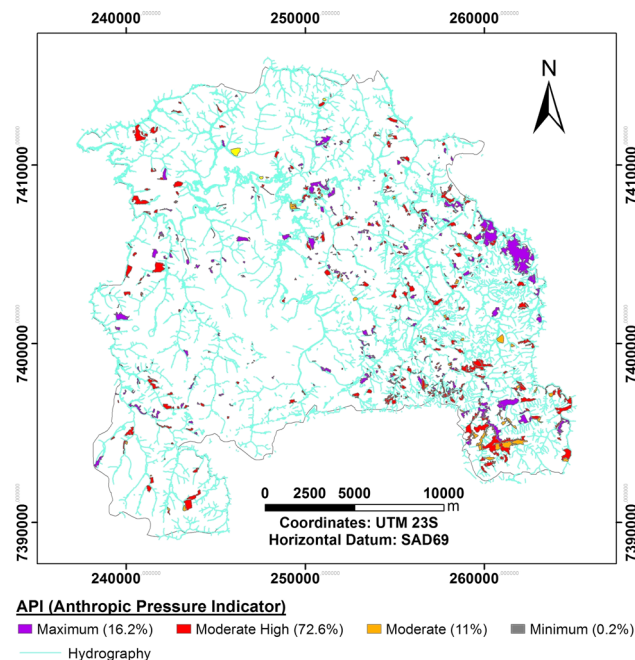 240000 250000 260000
N
7410000 7410000
7400000 7400000
7390000 7390000
0 2500 5000 10000
m
Coordinates: UTM 23S
Horizontal Datum: SAD69
240000 250000 260000
API (Anthropic Pressure Indicator)
Maximum (16.2%) Moderate High (72.6%) Moderate (11%) Minimum (0.2%)
Hydrography